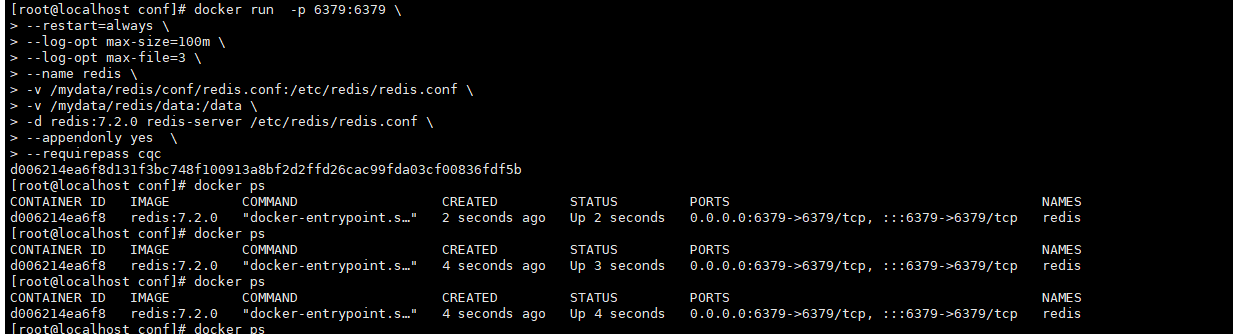 [root@localhost conf]# docker run  -p 6379:6379 \
> --restart=always \
> --log-opt max-size=100m \
> --log-opt max-file=3 \
> --name redis \
> -v /mydata/redis/conf/redis.conf:/etc/redis/redis.conf \
> -v /mydata/redis/data:/data \
> -d redis:7.2.0 redis-server /etc/redis/redis.conf \
> --appendonly yes  \
> --requirepass cqc
d006214ea6f8d131f3bc748f100913a8bf2d2ffd26cac99fda03cf00836fdf5b
[root@localhost conf]# docker ps
CONTAINER ID   IMAGE         COMMAND                  CREATED         STATUS         PORTS                                       NAMES
d006214ea6f8   redis:7.2.0   "docker-entrypoint.s…"   2 seconds ago   Up 2 seconds   0.0.0.0:6379->6379/tcp, :::6379->6379/tcp   redis
[root@localhost conf]# docker ps
CONTAINER ID   IMAGE         COMMAND                  CREATED         STATUS         PORTS                                       NAMES
d006214ea6f8   redis:7.2.0   "docker-entrypoint.s…"   4 seconds ago   Up 3 seconds   0.0.0.0:6379->6379/tcp, :::6379->6379/tcp   redis
[root@localhost conf]# docker ps
CONTAINER ID   IMAGE         COMMAND                  CREATED         STATUS         PORTS                                       NAMES
d006214ea6f8   redis:7.2.0   "docker-entrypoint.s…"   4 seconds ago   Up 4 seconds   0.0.0.0:6379->6379/tcp, :::6379->6379/tcp   redis
[root@localhost conf]# docker ps